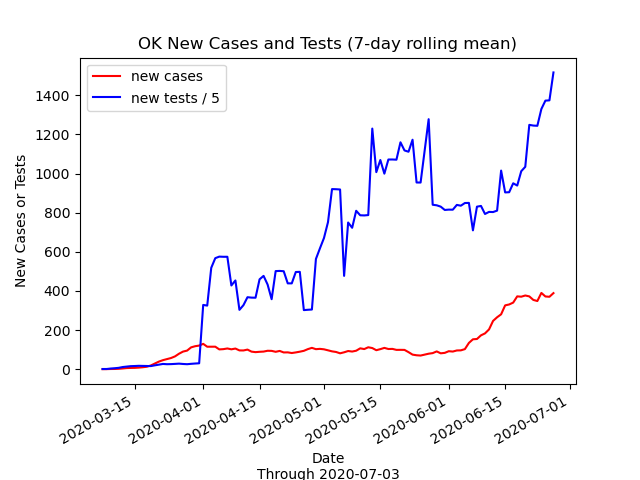 OK New Cases and Tests (7-day rolling mean)
new cases
new tests / 5
New Cases or Tests
1400
1200
1000
800
600
400
200
0
2020-03-15
2020-04-01
2020-04-15
2020-05-01
2020-05-15
2020-06-01
2020-06-15
2020-07-01
Date
Through 2020-07-03